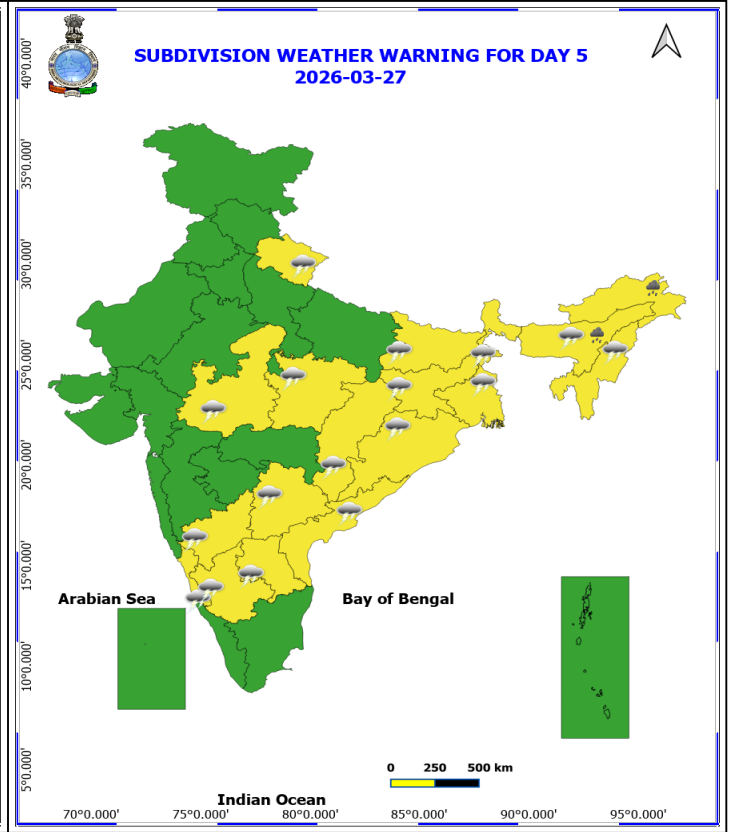 SUBDIVISION WEATHER WARNING FOR DAY 5
2026-03-27
40°0.000'
35°0.000'
30°0.000'
25°0.000'
20°0.000'
15°0.000'
10°0.000'
5°0.000'
Arabian Sea
Bay of Bengal
0 250 500 km
Indian Ocean
70°0.000' 75°0.000' 80°0.000' 85°0.000' 90°0.000' 95°0.000'